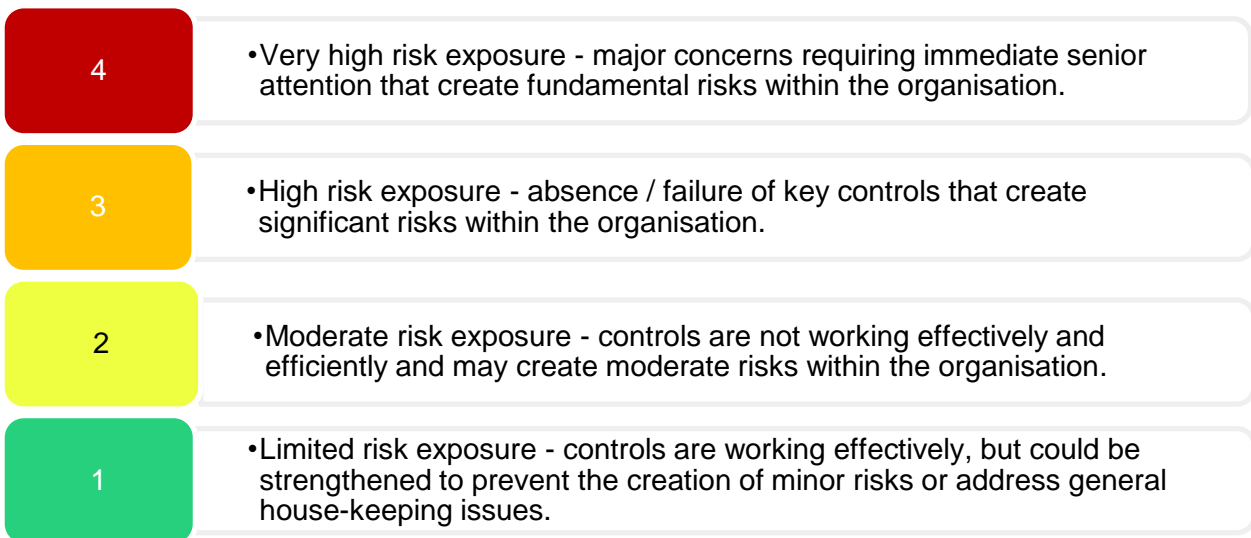 4
•Very high risk exposure - major concerns requiring immediate senior
attention that create fundamental risks within the organisation.
3
•High risk exposure - absence / failure of key controls that create
significant risks within the organisation.
2
•Moderate risk exposure - controls are not working effectively and
efficiently and may create moderate risks within the organisation.
1
•Limited risk exposure - controls are working effectively, but could be
strengthened to prevent the creation of minor risks or address general
house-keeping issues.